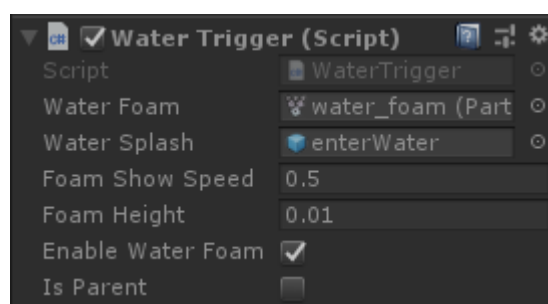 Water Trigger (Script)
Script WaterTrigger
Water Foam water_foam (Part
Water Splash enterWater
Foam Show Speed 0.5
Foam Height 0.01
Enable Water Foam
Is Parent